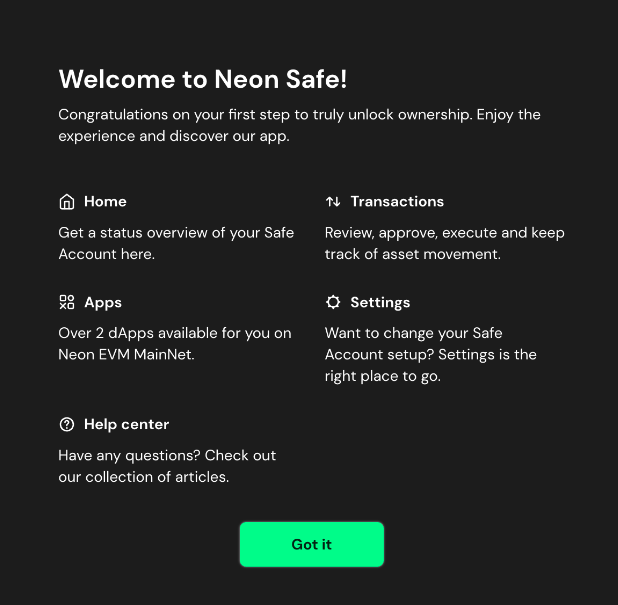 Welcome to Neon Safe!
Congratulations on your first step to truly unlock ownership. Enjoy the
experience and discover our app.
Home
Get a status overview of your Safe
Account here.
Transactions
Review, approve, execute and keep
track of asset movement.
Apps
Over 2 dApps available for you on
Neon EVM MainNet.
Settings
Want to change your Safe
Account setup? Settings is the
right place to go.
Help center
Have any questions? Check out
our collection of articles.
Got it